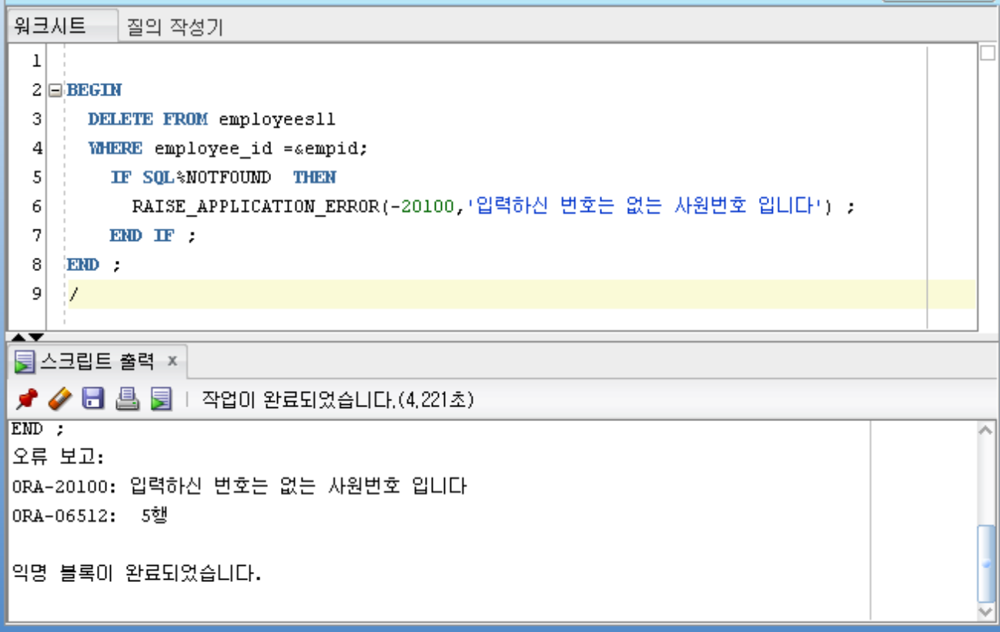 워크시트 질의 작성기
1
2 BEGIN
3 DELETE FROM employeesll
4 WHERE employee_id =&empid;
5 IF SQL%NOTFOUND THEN
6 RAISE_APPLICATION_ERROR(-20100,'입력하신 번호는 없는 사원번호 입니다') ;
7 END IF ;
8 END ;
9 /
스크립트 출력 x
작업이 완료되었습니다.(4,221초)
END ;
오류 보고:
ORA-20100: 입력하신 번호는 없는 사원번호 입니다
ORA-06512: 5행
익명 블록이 완료되었습니다.